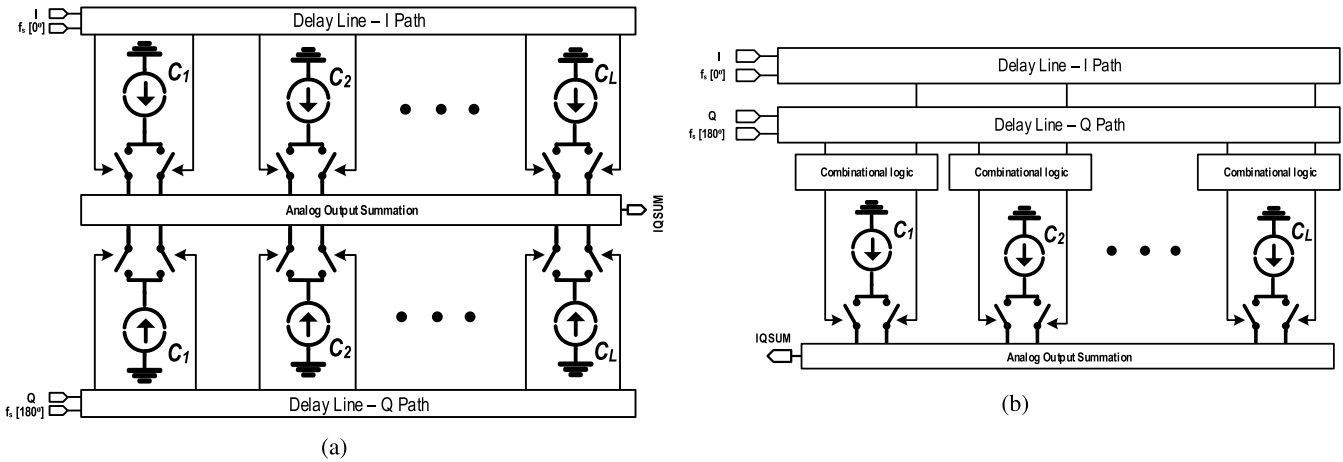 I
fs [0º]
Delay Line – I Path
C1
C2
CL
Analog Output Summation
IQSUM
C1
C2
CL
Q
fs [180º]
Delay Line – Q Path
(a)
I
fs [0º]
Delay Line – I Path
Q
fs [180º]
Delay Line – Q Path
Combinational logic
Combinational logic
Combinational logic
C1
C2
CL
IQSUM
Analog Output Summation
(b)